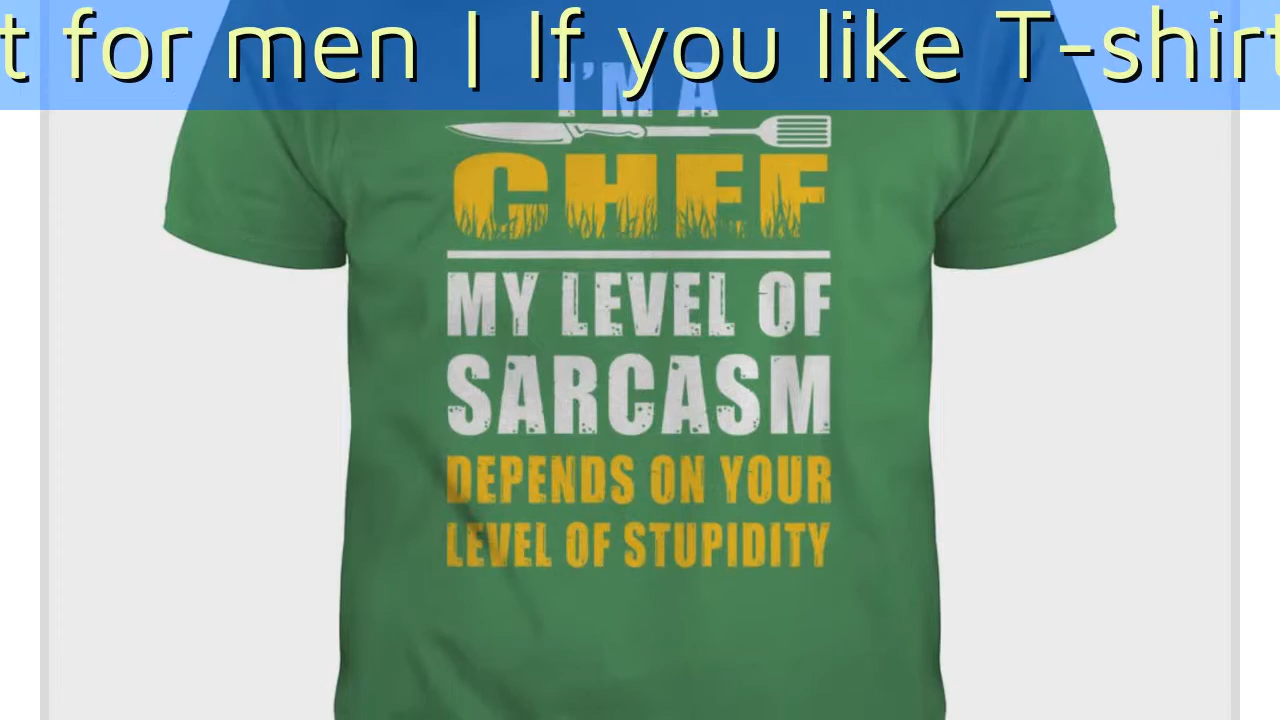 t for men | If you like T-shirt
I'M A
CHEF
MY LEVEL OF
SARCASM
DEPENDS ON YOUR
LEVEL OF STUPIDITY